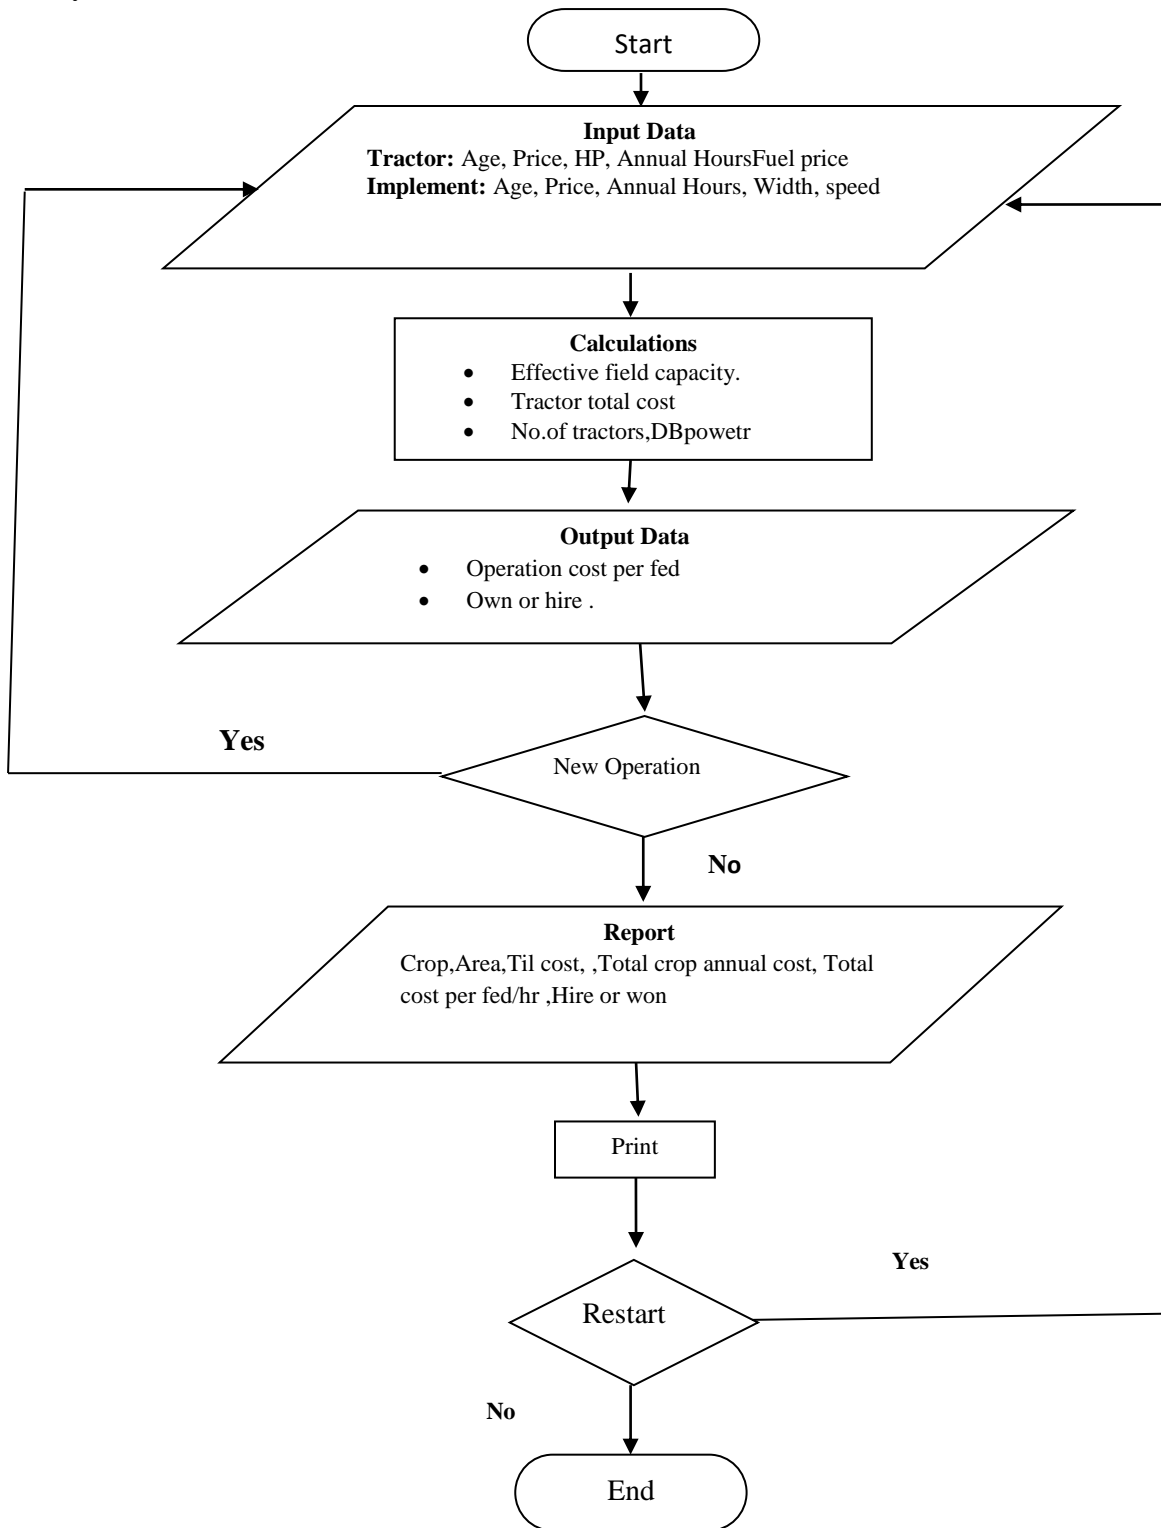 Start
Input Data
Tractor: Age, Price, HP, Annual HoursFuel price
Implement: Age, Price, Annual Hours, Width, speed
Calculations
• Effective field capacity.
• Tractor total cost
• No.of tractors,DBpowetr
Output Data
• Operation cost per fed
• Own or hire .
Yes
New Operation
No
Report
Crop,Area,Til cost, ,Total crop annual cost, Total
cost per fed/hr ,Hire or won
Print
Yes
Restart
No
End